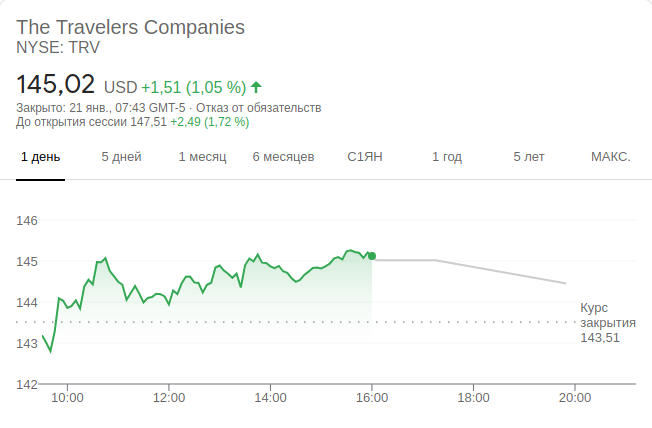 The Travelers Companies
NYSE: TRV
145,02 USD +1,51 (1,05 %)
Закрыто: 21 янв., 07:43 GMT-5 · Отказ от обязательств
До открытия сессии 147,51 +2,49 (1,72 %)
1 день 5 дней 1 месяц 6 месяцев С1ЯН 1 год 5 лет МАКС.
146
145
144
143
142
Курс
закрытия
143,51
10:00 12:00 14:00 16:00 18:00 20:00